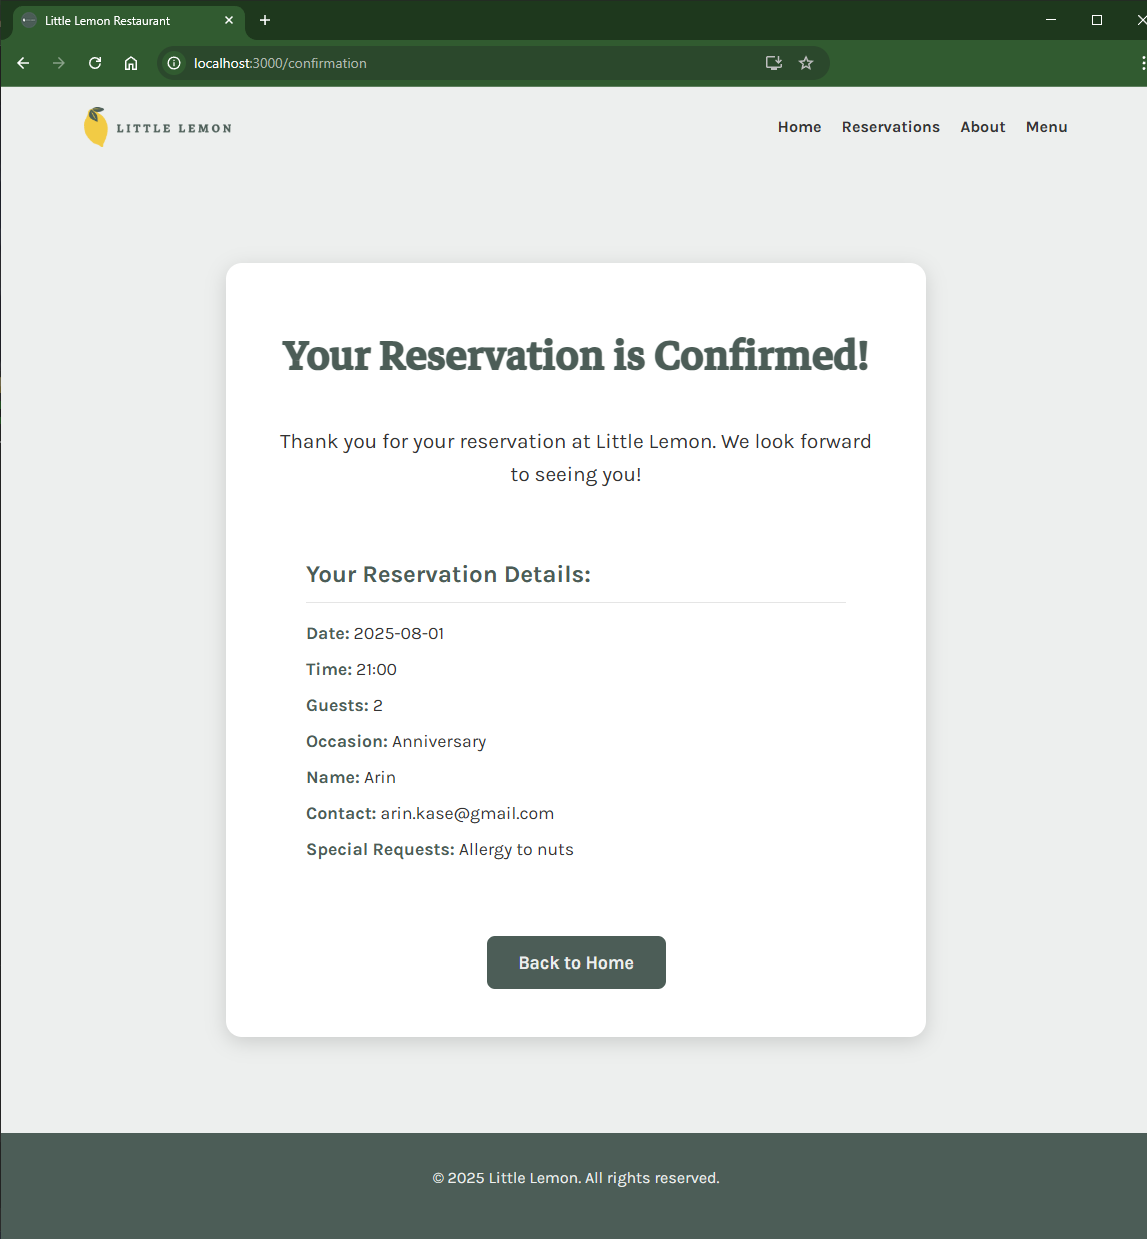 Little Lemon Restaurant
localhost:3000/confirmation
LITTLE LEMON
Home Reservations About Menu
Your Reservation is Confirmed!
Thank you for your reservation at Little Lemon. We look forward
to seeing you!
Your Reservation Details:
Date: 2025-08-01
Time: 21:00
Guests: 2
Occasion: Anniversary
Name: Arin
Contact: arin.kase@gmail.com
Special Requests: Allergy to nuts
Back to Home
© 2025 Little Lemon. All rights reserved.